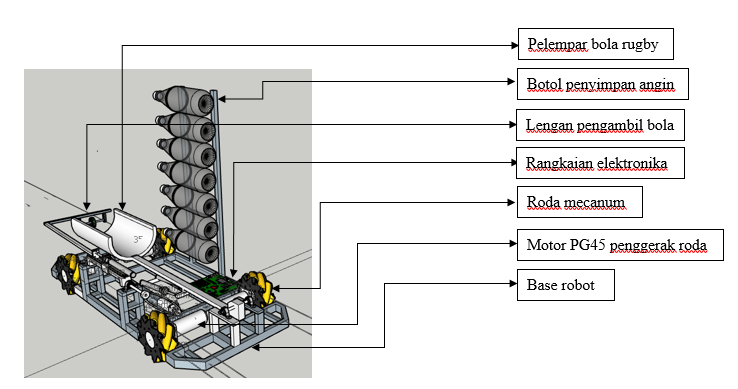 Pelempar bola rugby
Botol penyimpan angin
Lengan pengambil bola
Rangkaian elektronika
Roda mecanum
Motor PG45 penggerak roda
Base robot